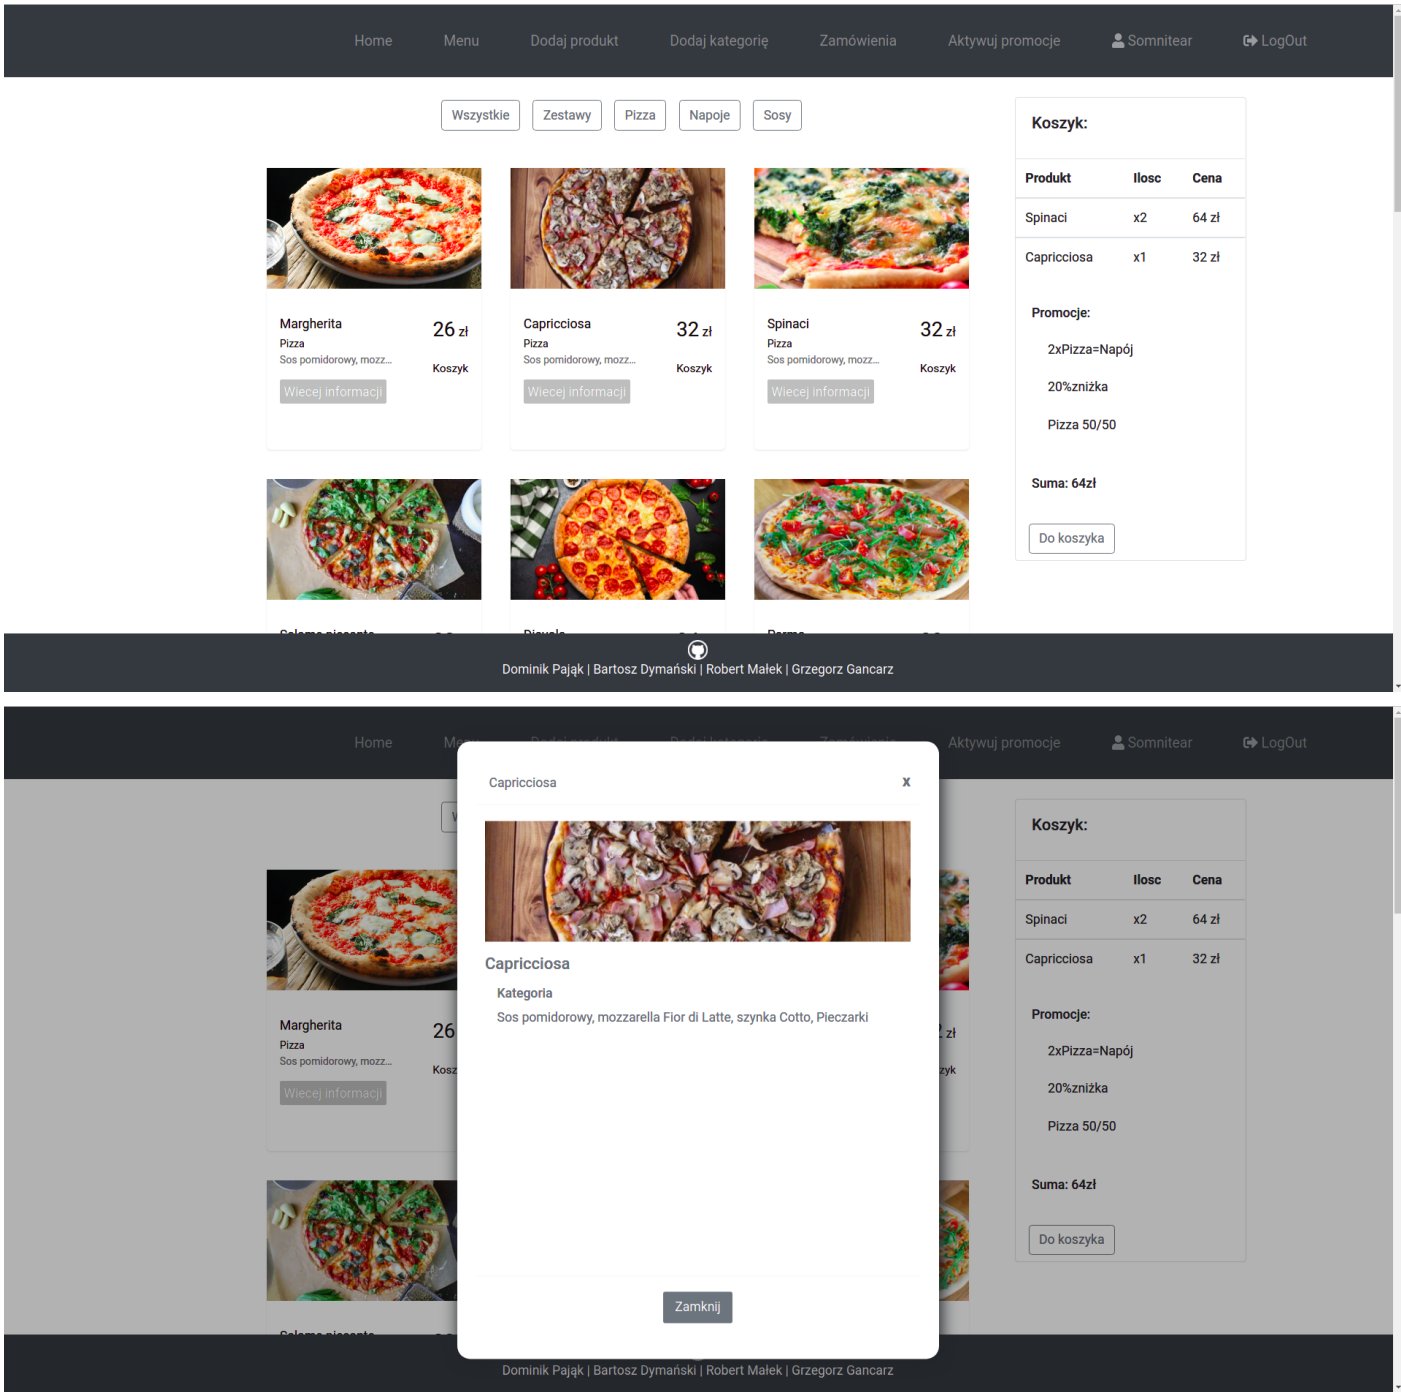 Home Menu Dodaj produkt Dodaj kategorię Zamówienia Aktywuj promocje Somnitear LogOut
Wszystkie Zestawy Pizza Napoje Sosy
Margherita 26 zł
Pizza
Sos pomidorowy, mozz... Koszyk
Wiecej informacji
Capricciosa 32 zł
Pizza
Sos pomidorowy, mozz... Koszyk
Wiecej informacji
Spinaci 32 zł
Pizza
Sos pomidorowy, mozz... Koszyk
Wiecej informacji
Koszyk:
Produkt Ilosc Cena
Spinaci x2 64 zł
Capricciosa x1 32 zł
Promocje:
2xPizza=Napój
20%zniżka
Pizza 50/50
Suma: 64zł
Do koszyka
Dominik Pająk | Bartosz Dymański | Robert Małek | Grzegorz Gancarz
Home Aktywuj promocje Somnitear LogOut
Capricciosa x
Capricciosa
Kategoria
Sos pomidorowy, mozzarella Fior di Latte, szynka Cotto, Pieczarki
Zamknij
Margherita 26
Pizza
Sos pomidorowy, mozz...
Wiecej informacji
zł
Koszyk:
Produkt Ilosc Cena
Spinaci x2 64 zł
Capricciosa x1 32 zł
Promocje:
2xPizza=Napój
20%zniżka
Pizza 50/50
Suma: 64zł
Do koszyka
Dominik Pająk | Bartosz Dymański | Robert Małek | Grzegorz Gancarz